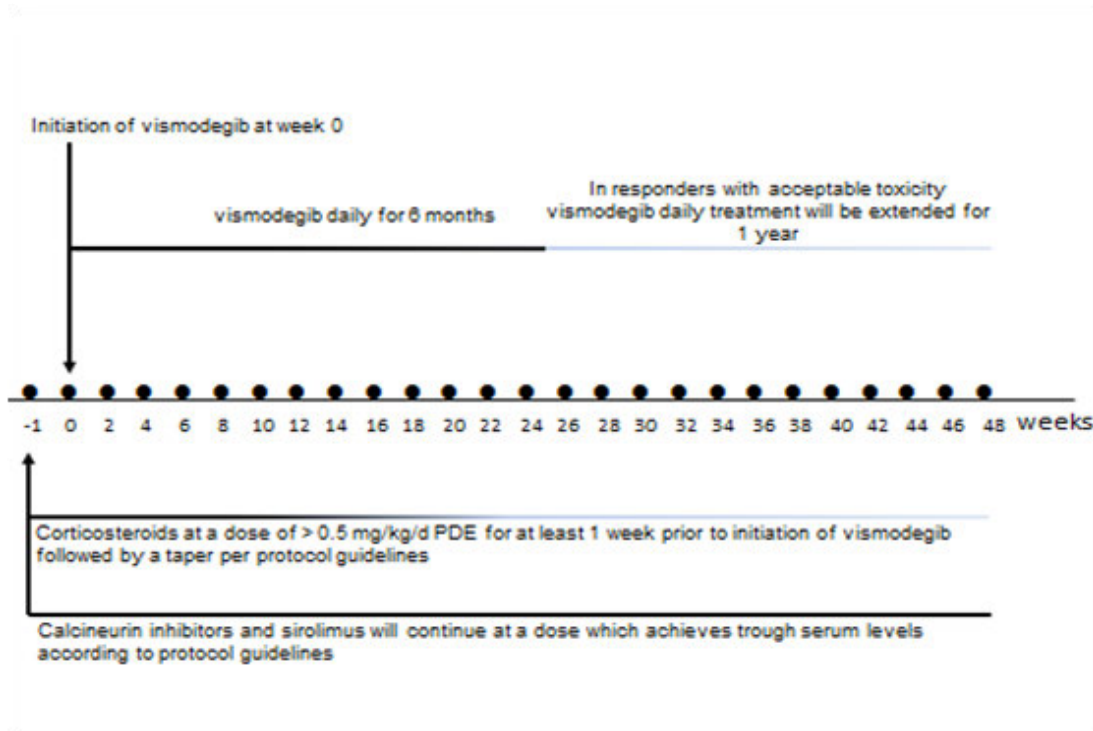 Initiation of vismodegib at week 0
vismodegib daily for 6 months
In responders with acceptable toxicity
vismodegib daily treatment will be extended for
1 year
-1 0 2 4 6 8 10 12 14 16 18 20 22 24 26 28 30 32 34 36 38 40 42 44 46 48 weeks
Corticosteroids at a dose of > 0.5 mg/kg/d PDE for at least 1 week prior to initiation of vismodegib
followed by a taper per protocol guidelines
Calcineurin inhibitors and sirolimus will continue at a dose which achieves trough serum levels
according to protocol guidelines